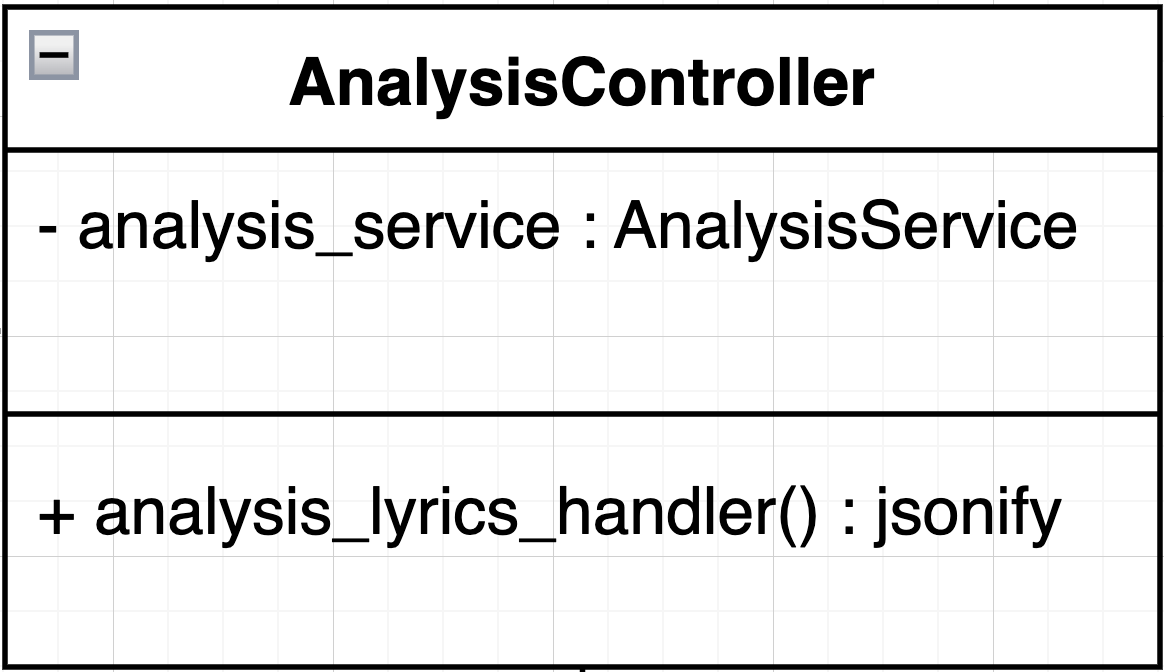 AnalysisController
- analysis_service : AnalysisService
+ analysis_lyrics_handler() : jsonify